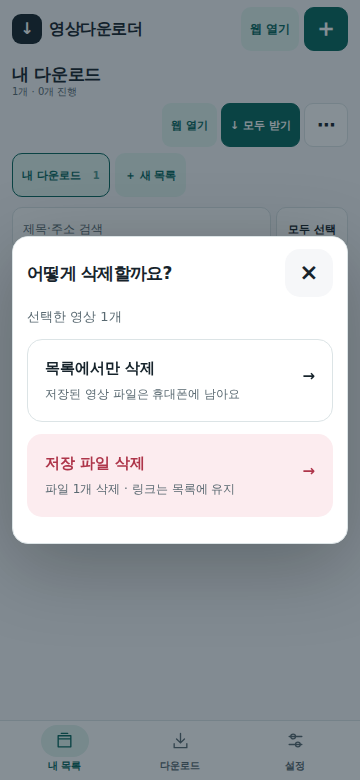 ↓ 영상다운로더
웹 열기 +
내 다운로드
1개 · 0개 진행
웹 열기 ↓ 모두 받기 ⋯
내 다운로드 1 + 새 목록
제목·주소 검색 모두 선택
어떻게 삭제할까요? ×
선택한 영상 1개
목록에서만 삭제 →
저장된 영상 파일은 휴대폰에 남아요
저장 파일 삭제 →
파일 1개 삭제 · 링크는 목록에 유지
내 목록 다운로드 설정